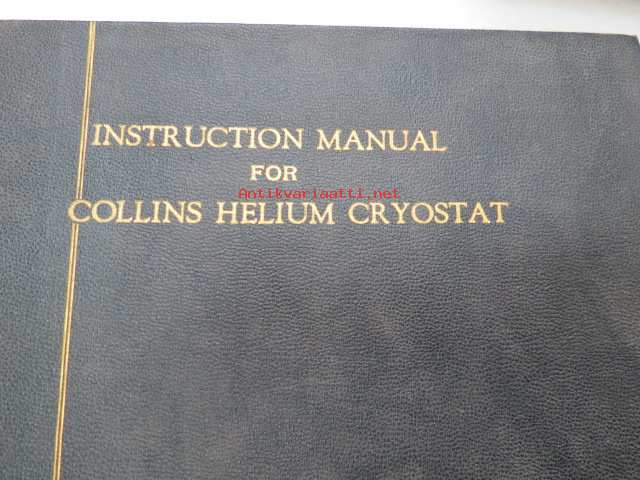 INSTRUCTION MANUAL
FOR
Antikvariaatti.net
COLLINS HELIUM CRYOSTAT